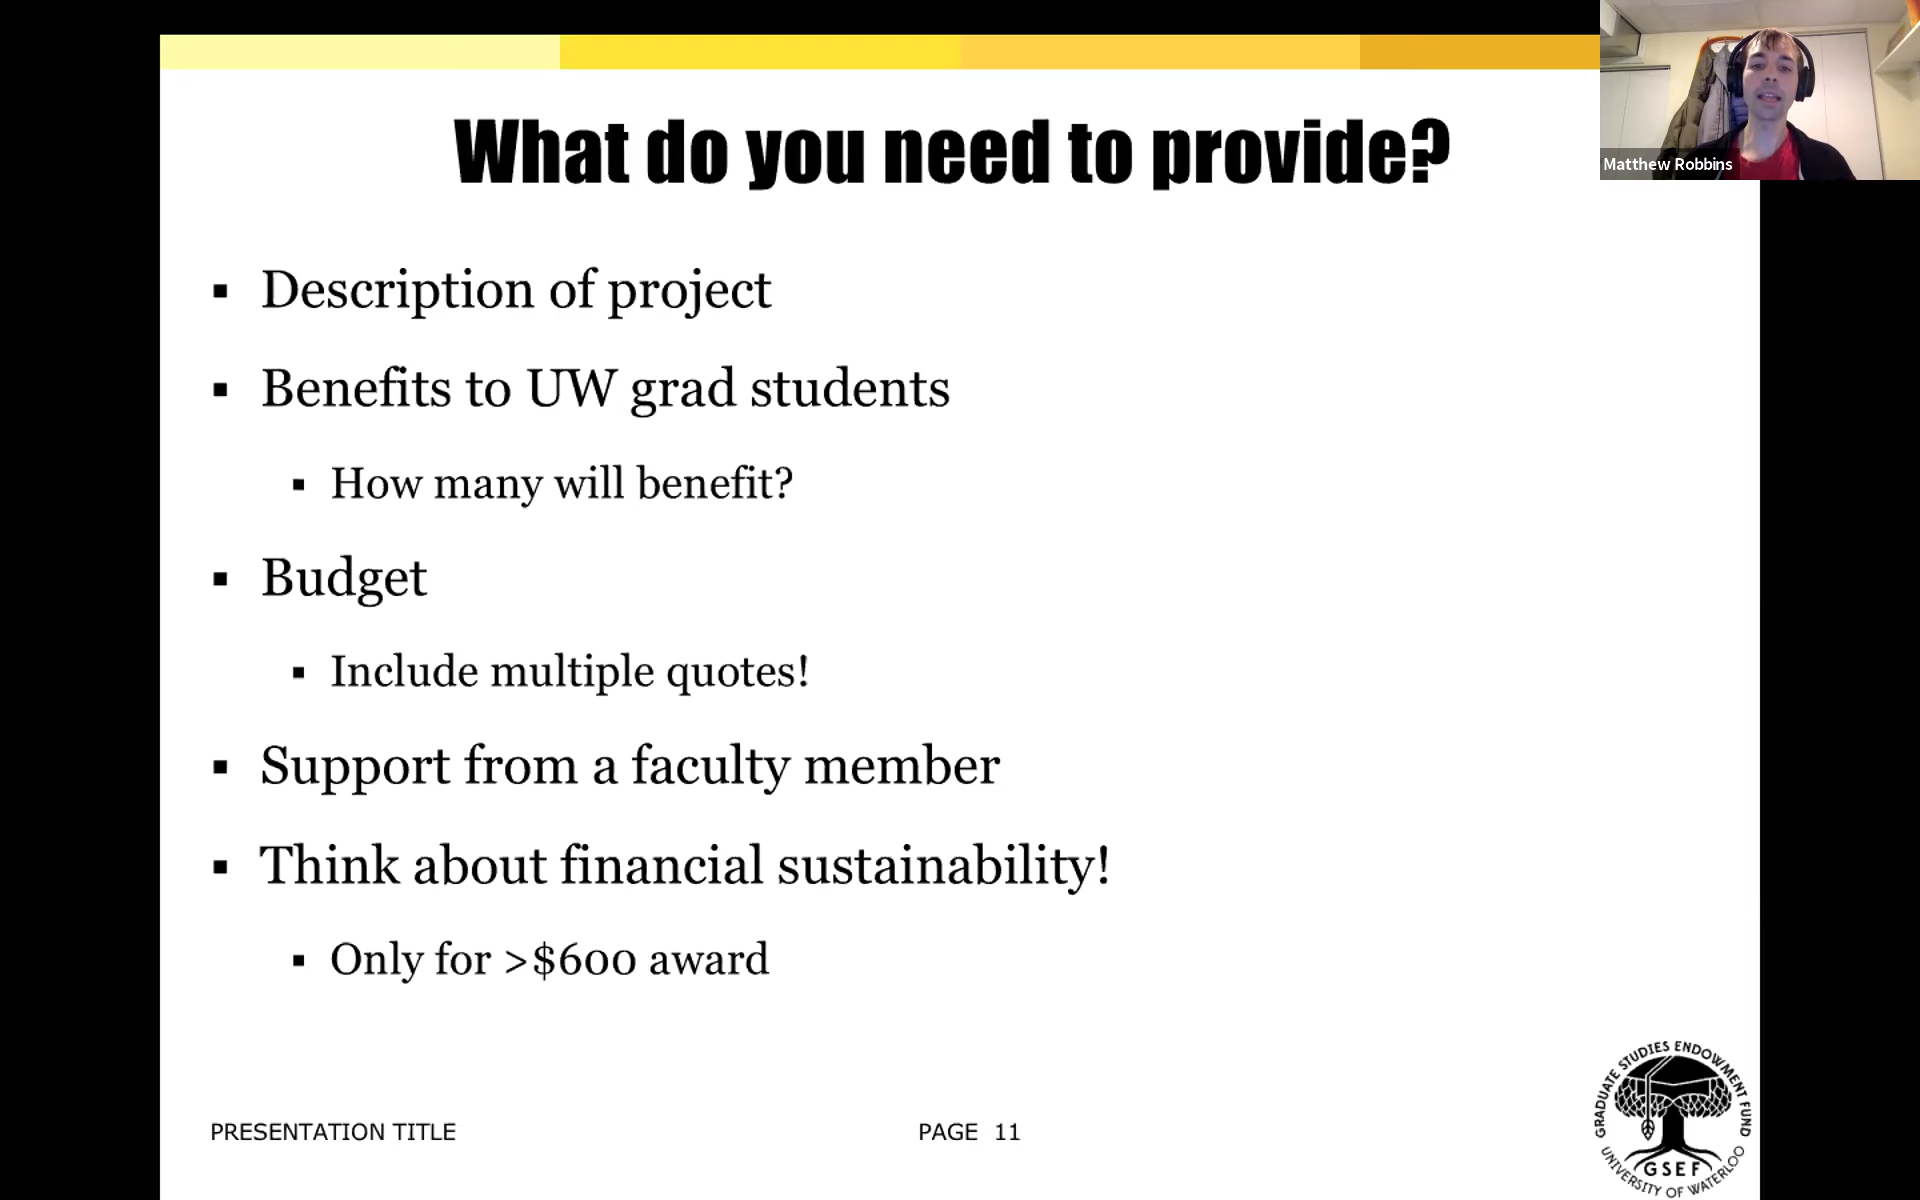 Matthew Robbins
What do you need to provide?
▪ Description of project
▪ Benefits to UW grad students
▪ How many will benefit?
▪ Budget
▪ Include multiple quotes!
▪ Support from a faculty member
▪ Think about financial sustainability!
▪ Only for >$600 award
PRESENTATION TITLE
PAGE 11
GRADUATE STUDIES ENDOWMENT FUND
GSEF
UNIVERSITY OF WATERLOO